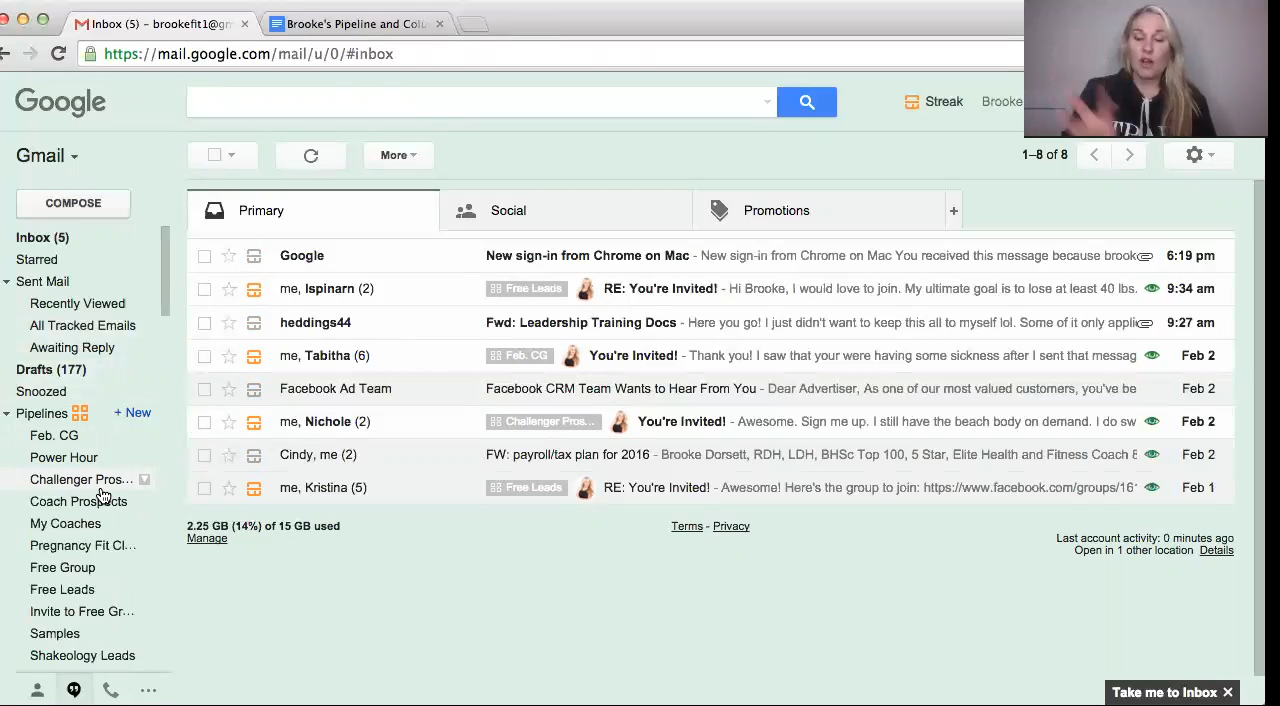 Inbox (5) - brookefit1@gm
Brooke's Pipeline and Colu
https://mail.google.com/mail/u/0/#inbox
Google
Streak
Brooke
Gmail
More
1–8 of 8
COMPOSE
Primary
Social
Promotions
+
Inbox (5)
Starred
Sent Mail
Recently Viewed
All Tracked Emails
Awaiting Reply
Drafts (177)
Snoozed
Pipelines + New
Feb. CG
Power Hour
Challenger Pros...
Coach Prospects
My Coaches
Pregnancy Fit Cl...
Free Group
Free Leads
Invite to Free Gr...
Samples
Shakeology Leads
Google New sign-in from Chrome on Mac - New sign-in from Chrome on Mac You received this message because brook 6:19 pm
me, lspinarn (2) Free Leads RE: You're Invited! - Hi Brooke, I would love to join. My ultimate goal is to lose at least 40 lbs. 9:34 am
heddings44 Fwd: Leadership Training Docs - Here you go! I just didn't want to keep this all to myself lol. Some of it only appli 9:27 am
me, Tabitha (6) Feb. CG You're Invited! - Thank you! I saw that your were having some sickness after I sent that messag Feb 2
Facebook Ad Team Facebook CRM Team Wants to Hear From You - Dear Advertiser, As one of our most valued customers, you've be Feb 2
me, Nichole (2) Challenger Pros... You're Invited! - Awesome. Sign me up. I still have the beach body on demand. I do sw Feb 2
Cindy, me (2) FW: payroll/tax plan for 2016 - Brooke Dorsett, RDH, LDH, BHSc Top 100, 5 Star, Elite Health and Fitness Coach 8 Feb 2
me, Kristina (5) Free Leads RE: You're Invited! - Awesome! Here's the group to join: https://www.facebook.com/groups/16 Feb 1
2.25 GB (14%) of 15 GB used
Manage
Terms - Privacy
Last account activity: 0 minutes ago
Open in 1 other location Details
Take me to Inbox ×